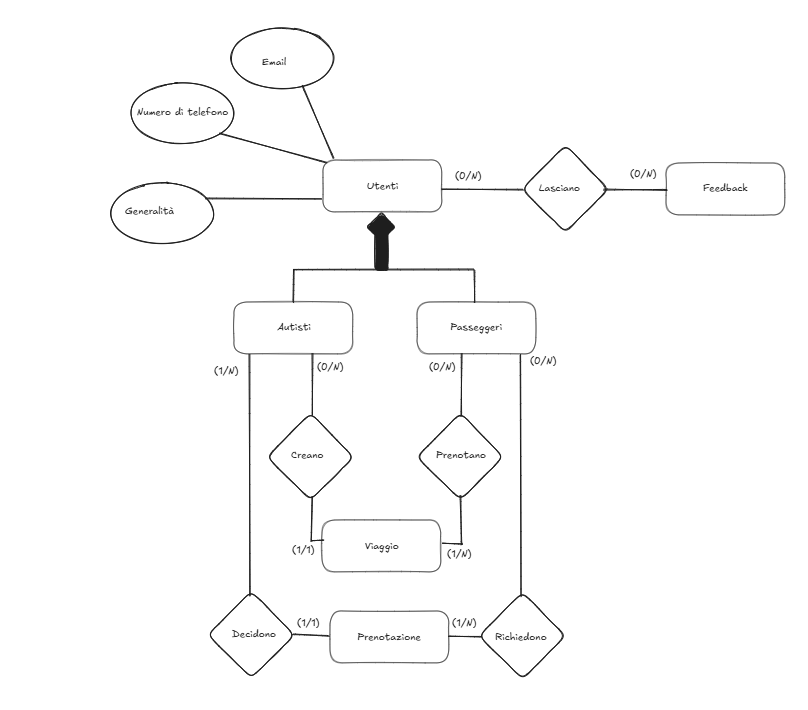 Email
Numero di telefono
Utenti
(0/N)
Lasciano
(0/N)
Feedback
Generalità
Autisti
Passeggeri
(1/N)
(0/N)
(0/N)
(0/N)
Creano
Prenotano
(1/1)
Viaggio
(1/N)
Decidono
(1/1)
Prenotazione
(1/N)
Richiedono